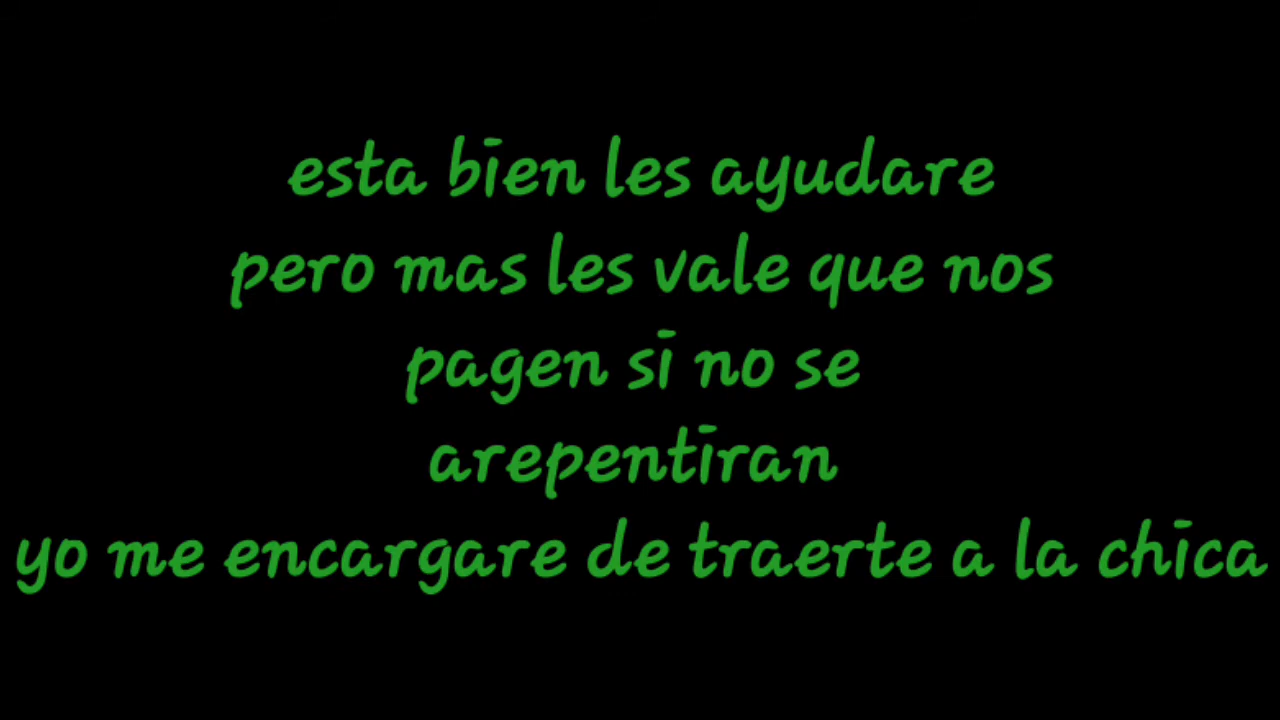 esta bien les ayudare
pero mas les vale que nos
pagen si no se
arepentiran
yo me encargare de traerte a la chica